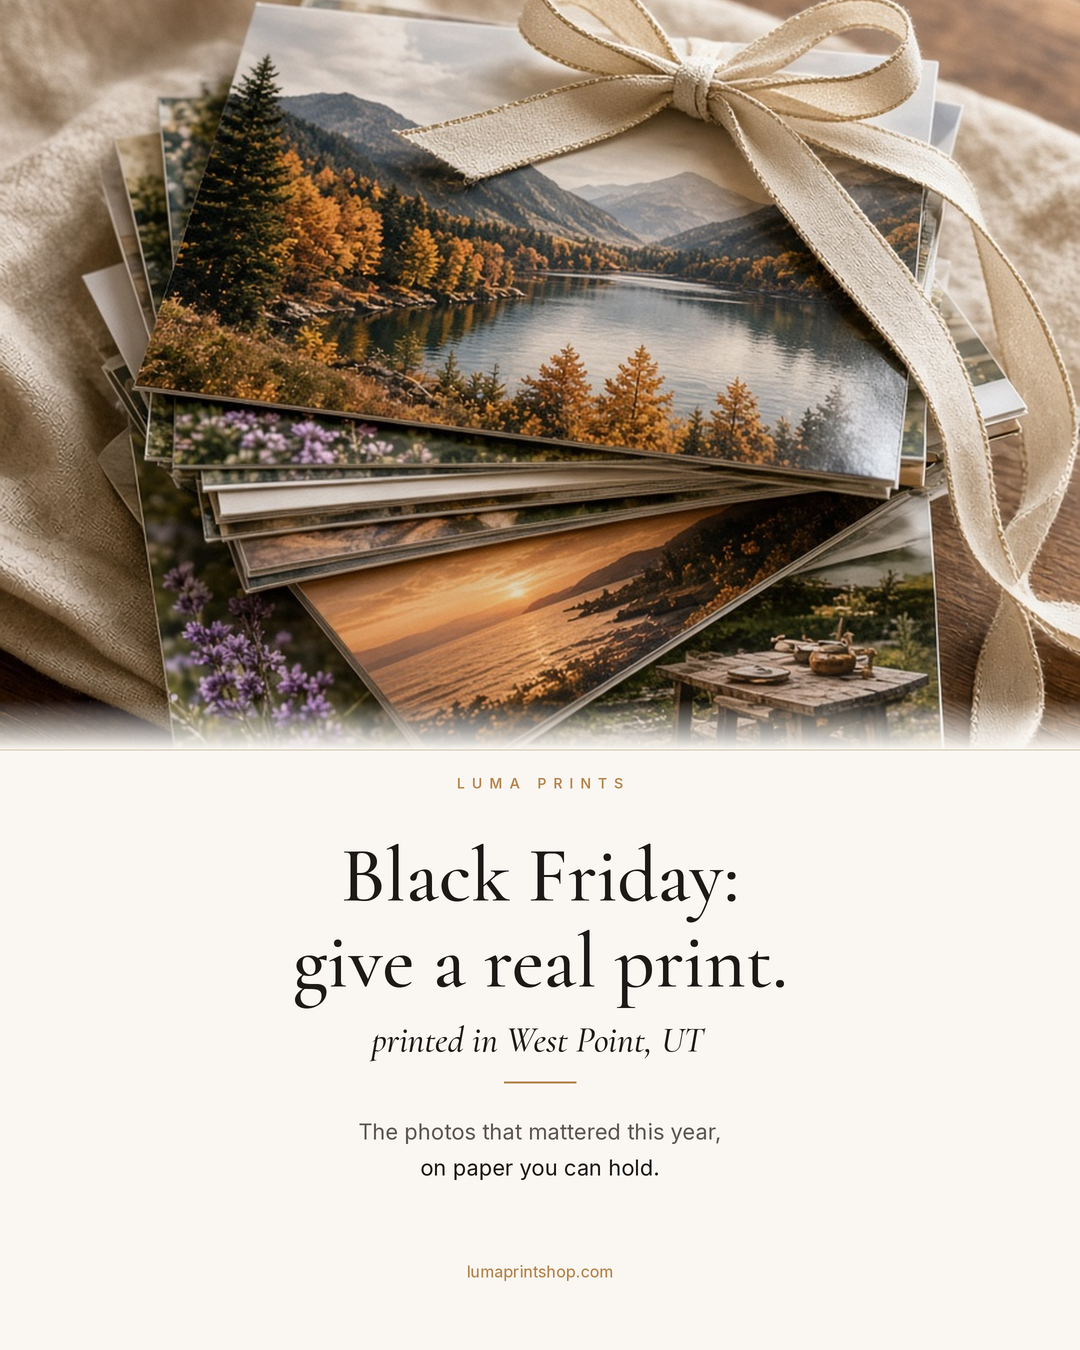 LUMA PRINTS
Black Friday:
give a real print.
printed in West Point, UT
The photos that mattered this year,
on paper you can hold.
lumaprintshop.com